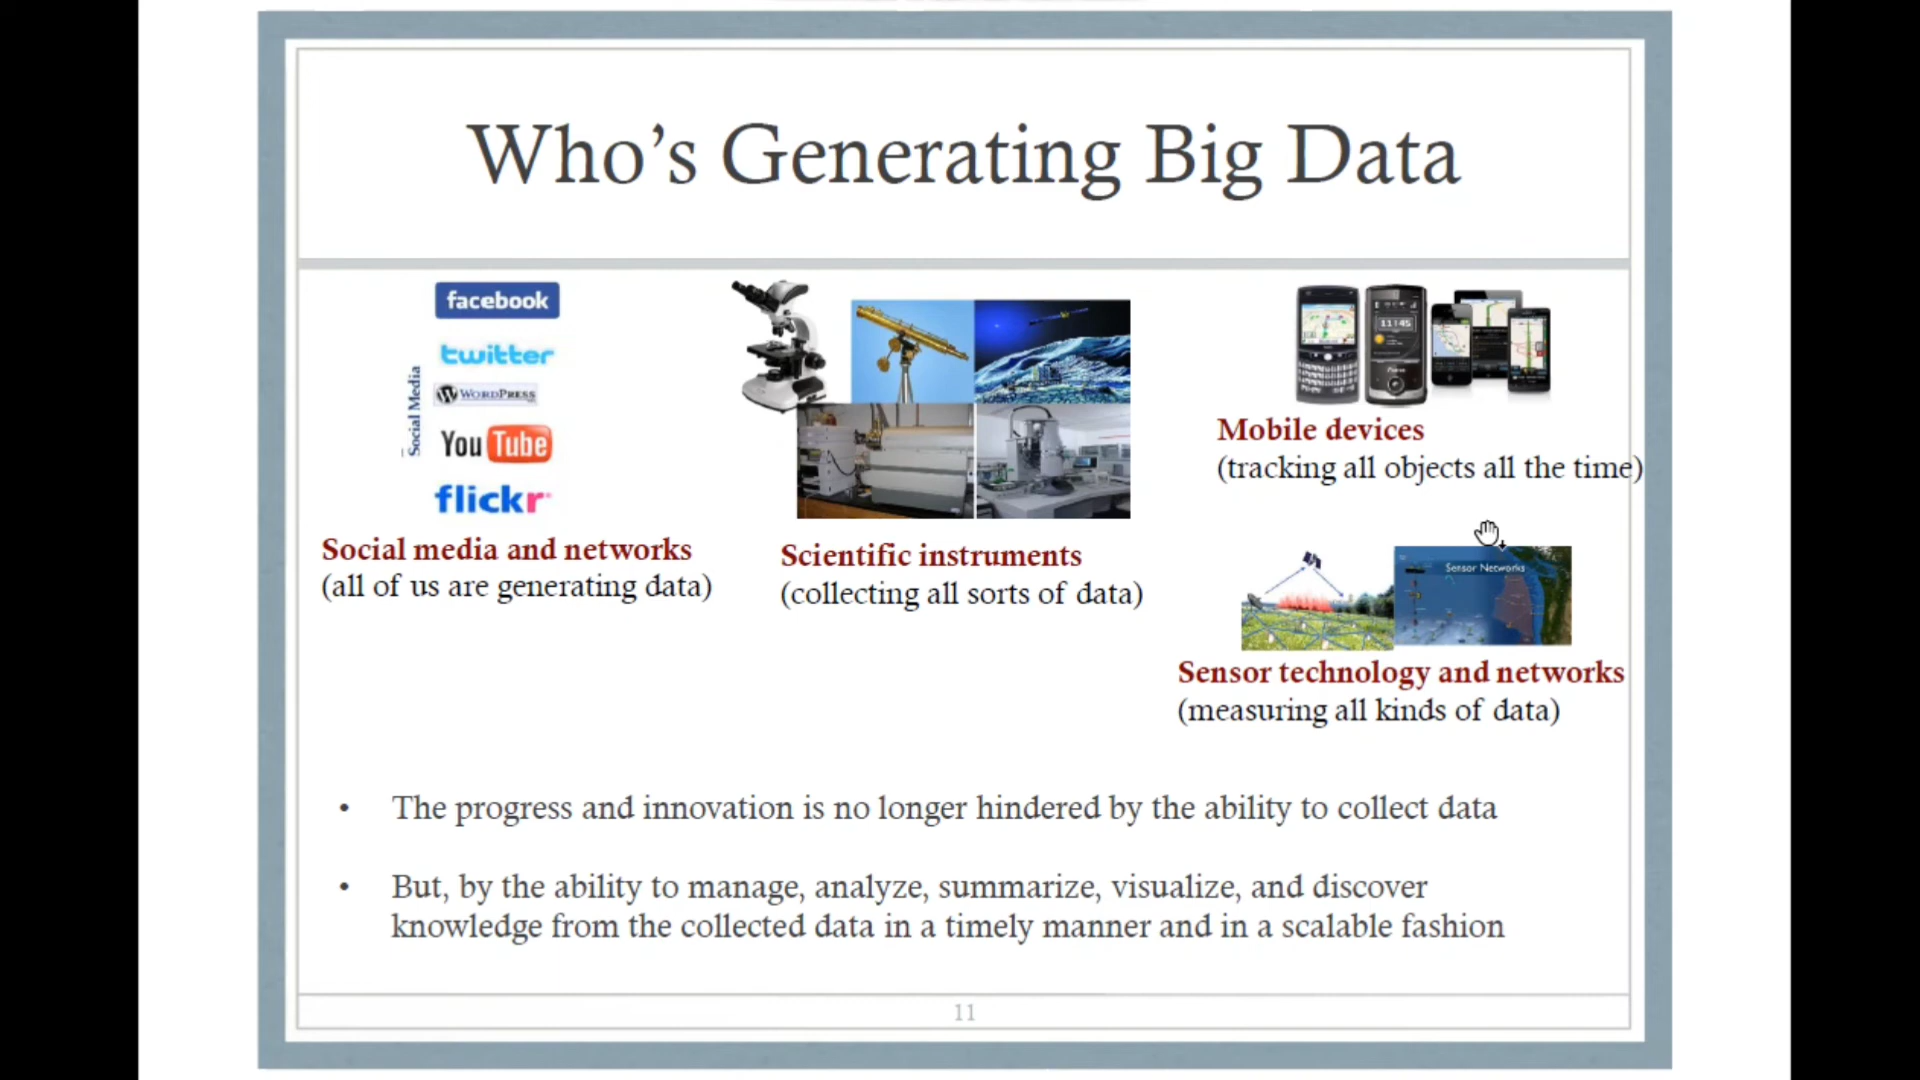 Who’s Generating Big Data
facebook
twitter
WORDPRESS
You Tube
flickr
Social Media
Social media and networks
(all of us are generating data)
Scientific instruments
(collecting all sorts of data)
11:45
Mobile devices
(tracking all objects all the time)
Sensor Networks
Sensor technology and networks
(measuring all kinds of data)
• The progress and innovation is no longer hindered by the ability to collect data
• But, by the ability to manage, analyze, summarize, visualize, and discover
knowledge from the collected data in a timely manner and in a scalable fashion
11